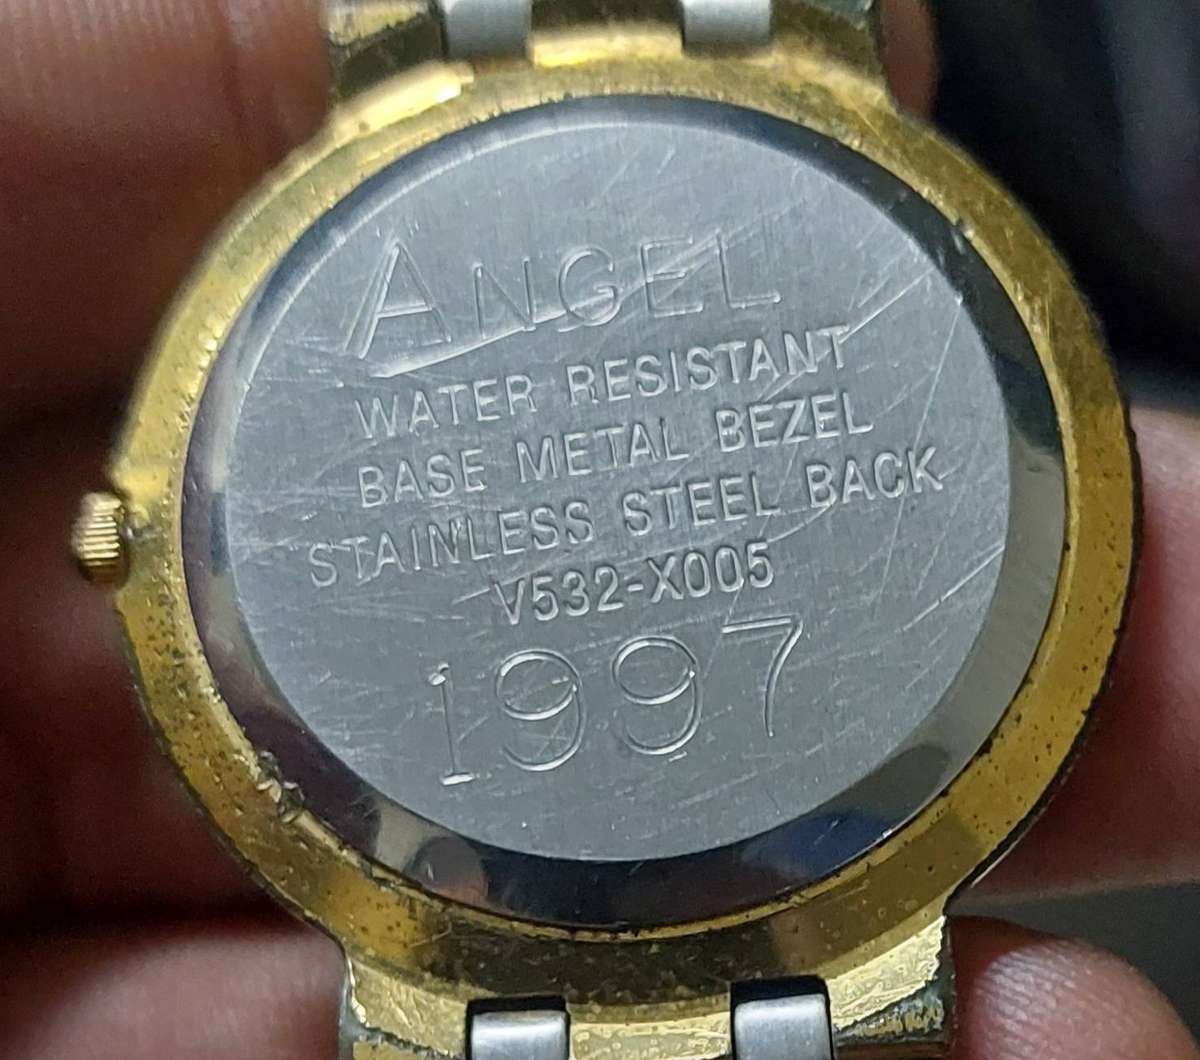 ANGEL
WATER RESISTANT
BASE METAL BEZEL
STAINLESS STEEL BACK
V532-X005
1997